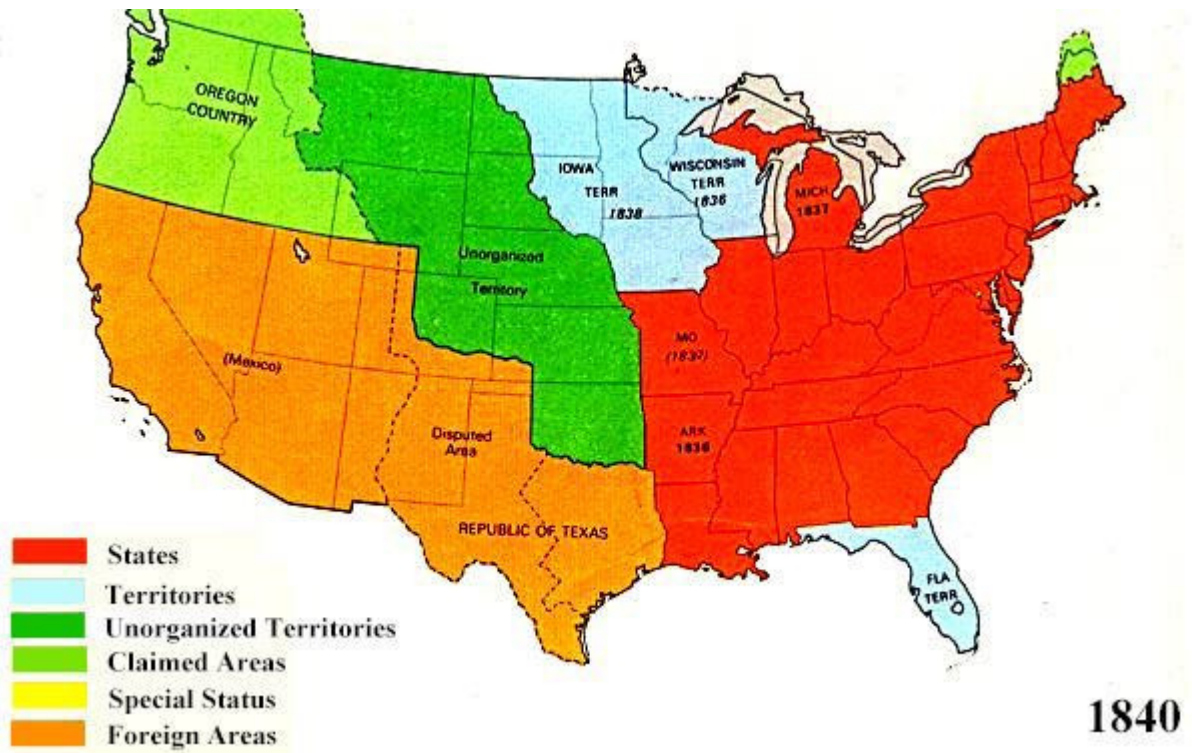 OREGON
COUNTRY
IOWA
TERR
1838
WISCONSIN
TERR
1836
MICH
1837
Unorganized
Territory
(Mexico)
MO
(1837)
ARK
1836
Disputed
Area
REPUBLIC OF TEXAS
FLA
TERR
States
Territories
Unorganized Territories
Claimed Areas
Special Status
Foreign Areas
1840